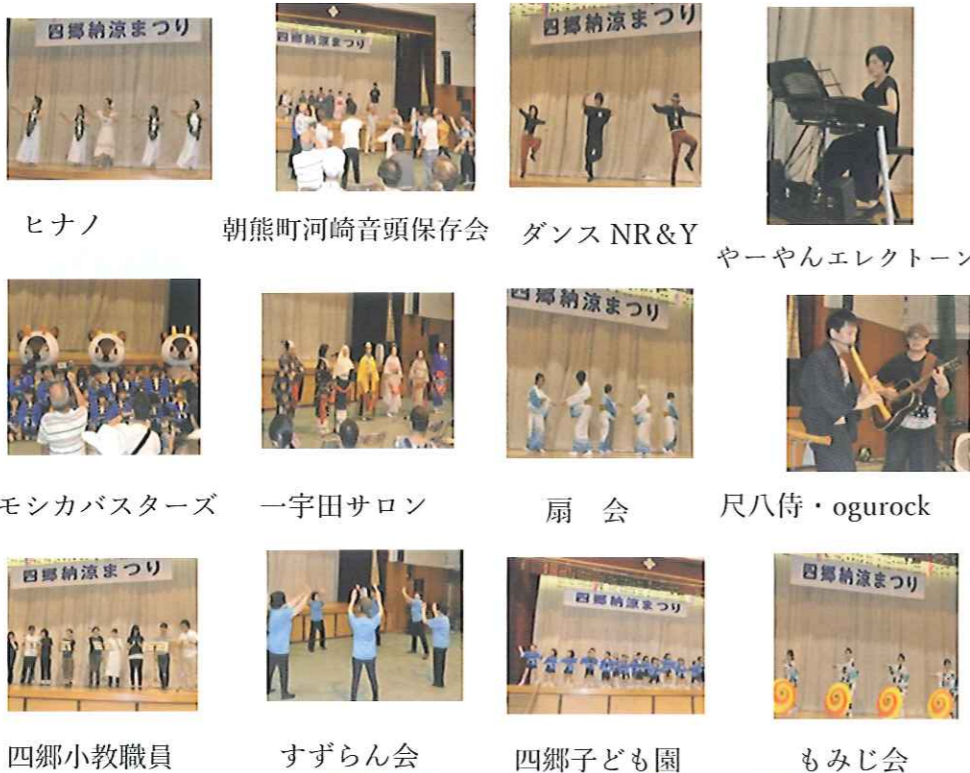 四郷納涼まつり
四郷納涼まつり
四郷納涼まつり
ヒナノ
朝熊町河崎音頭保存会
ダンス NR&Y
やーやんエレクトーン
四郷納涼まつり
モシカバスターズ
一宇田サロン
扇 会
尺八侍・ogurock
四郷納涼まつり
四郷納涼まつり
四郷納涼まつり
四郷小教職員
すずらん会
四郷子ども園
もみじ会